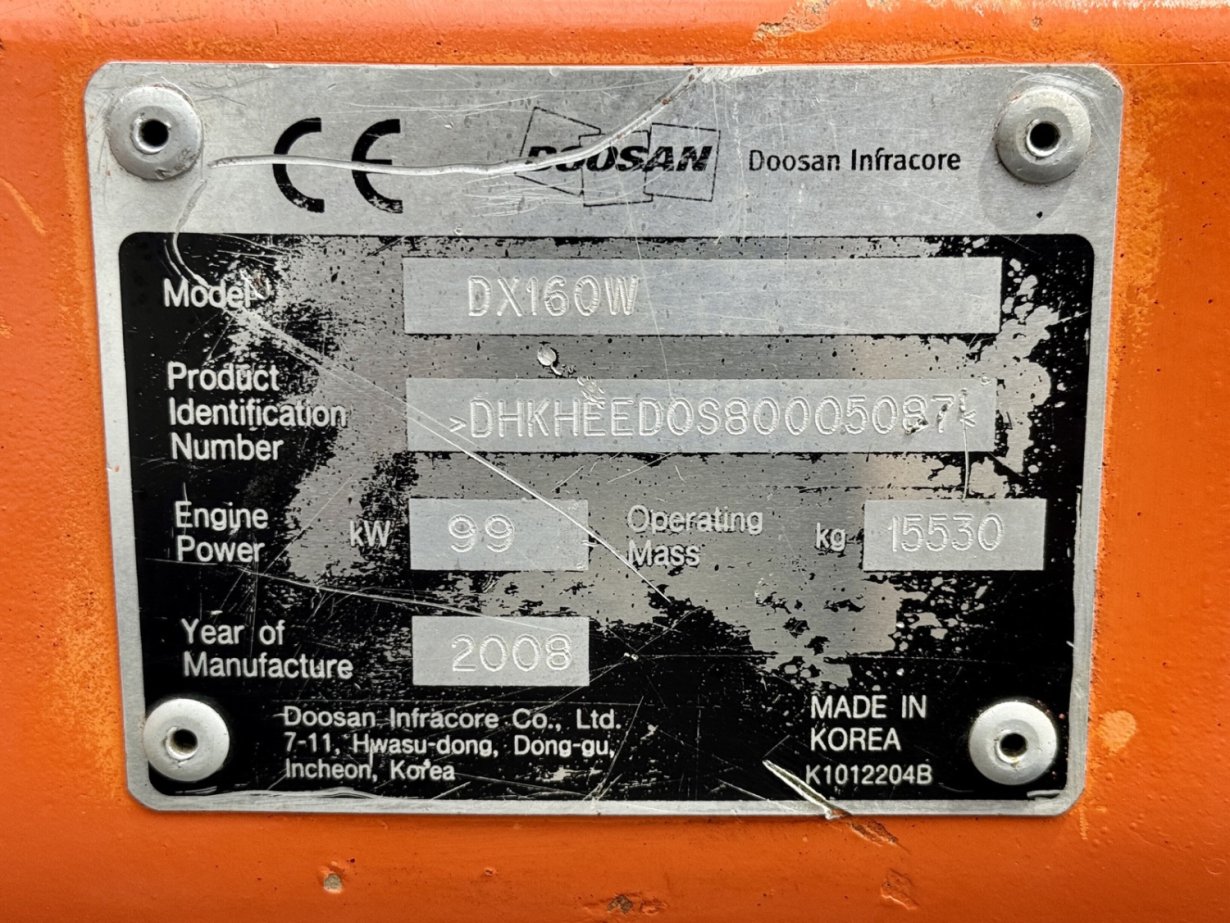 CE DOOSAN Doosan Infracore
Model DX160W
Product
Identification
Number >DHKHEED0S80005087<
Engine
Power kW 99 Operating
Mass kg 15530
Year of
Manufacture 2008
Doosan Infracore Co., Ltd.
7-11, Hwasu-dong, Dong-gu,
Incheon, Korea
MADE IN
KOREA
K1012204B